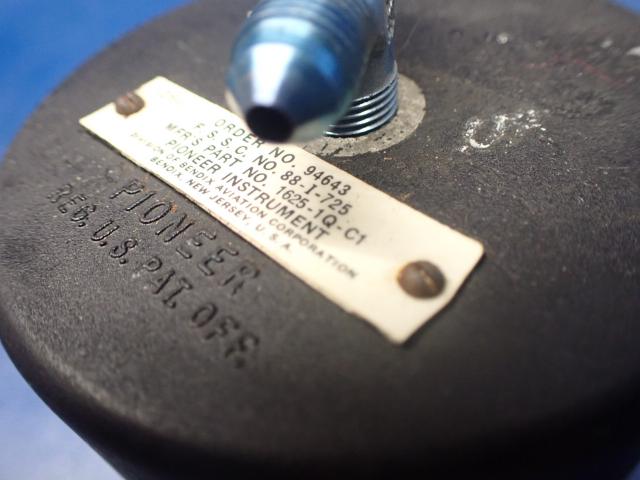 ORDER NO. 94643
F.S.S.C. NO. 88-I-725
MFR'S PART NO. 1625-1Q-C1
PIONEER INSTRUMENT
DIVISION OF BENDIX AVIATION CORPORATION
BENDIX, NEW JERSEY, U.S.A.
PIONEER
REG. U.S. PAT. OFF.